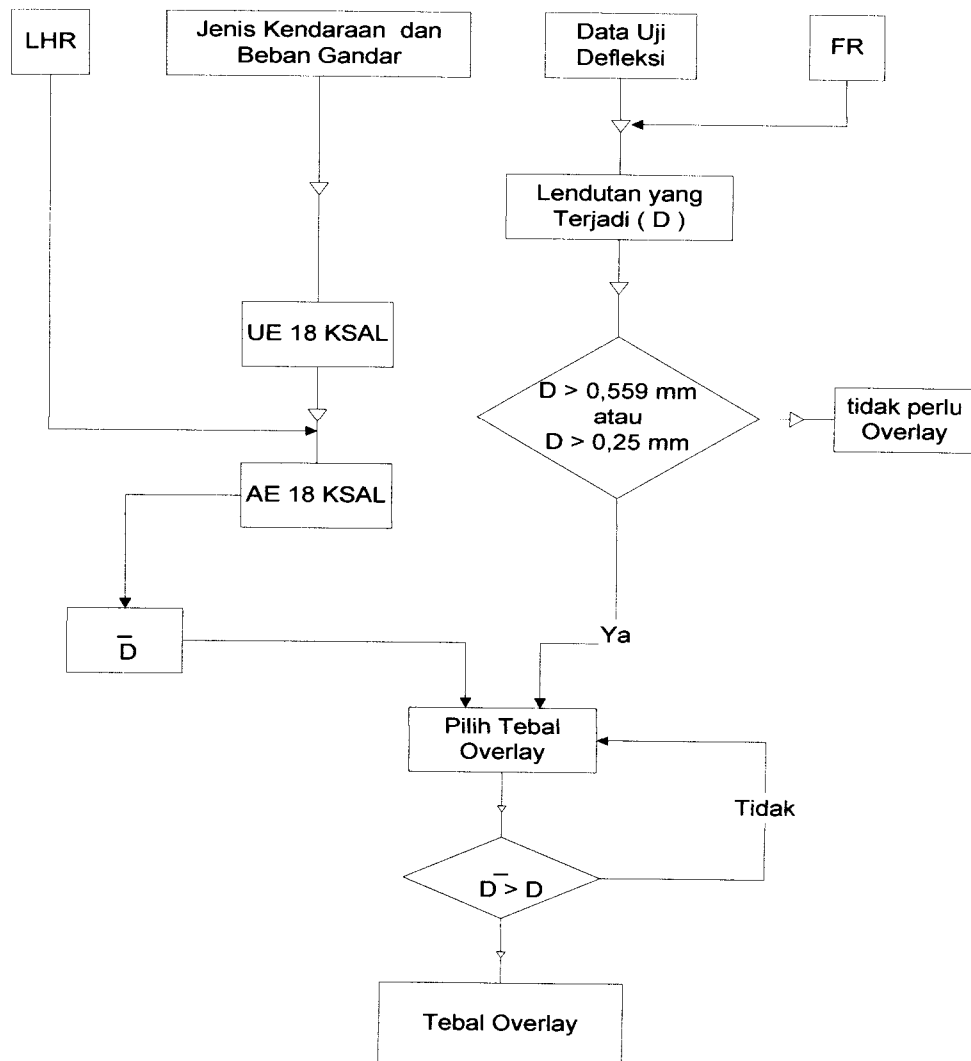 LHR
Jenis Kendaraan dan
Beban Gandar
Data Uji
Defleksi
FR
Lendutan yang
Terjadi ( D )
UE 18 KSAL
D > 0,559 mm
atau
D > 0,25 mm
tidak perlu
Overlay
AE 18 KSAL
D̅
Ya
Pilih Tebal
Overlay
Tidak
D̅ > D
Tebal Overlay